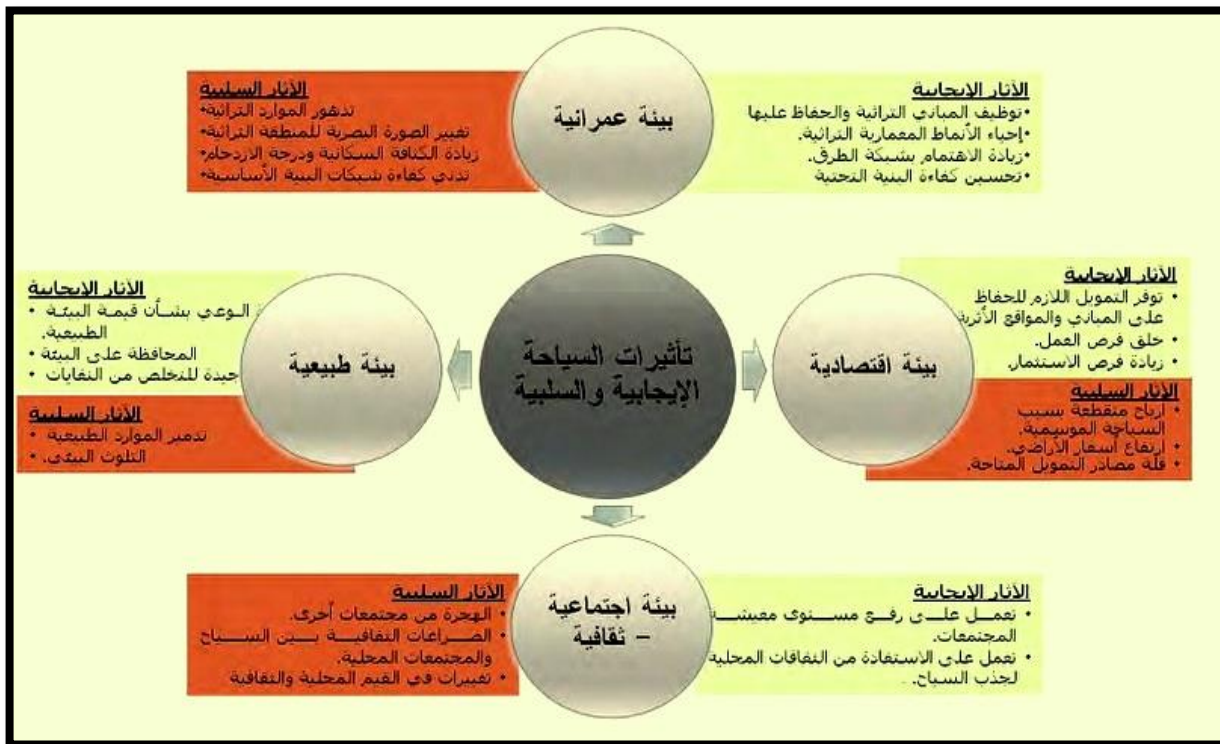 الآثار الإيجابية
•توظيف المباني التراثية والحفاظ عليها
•إحياء الأنماط المعمارية التراثية.
•زيادة الاهتمام بشبكة الطرق.
•تحسين كفاءة البنية التحتية
بيئة عمرانية
الآثار السلبية
تدهور الموارد التراثية•
تغيير الصورة البصرية للمنطقة التراثية•
زيادة الكثافة السكانية ودرجة الازدحام•
تدني كفاءة شبكات البنية الأساسية•
الآثار الإيجابية
• توفر التمويل اللازم للحفاظ
على المباني والمواقع الأثرية
• خلق فرص العمل.
• زيادة فرص الاستثمار.
بيئة اقتصادية
الآثار السلبية
• أرباح متقطعة بسبب
السياحة الموسمية.
• ارتفاع أسعار الأراضي.
• قلة مصادر التمويل المتاحة.
تأثيرات السياحة
الإيجابية والسلبية
بيئة طبيعية
الآثار الإيجابية
الوعي بشأن قيمة البيئة •
الطبيعية.
المحافظة على البيئة •
جيدة للتخلص من النفايات •
الآثار السلبية
تدمير الموارد الطبيعية •
التلوث البيئي. •
الآثار الإيجابية
• تعمل على رفع مستوى معيشة
المجتمعات.
• تعمل على الاستفادة من الثقافات المحلية
لجذب السياح.
بيئة اجتماعية
– ثقافية
الآثار السلبية
• الهجرة من مجتمعات أخرى.
• الصراعات الثقافية بين السياح
والمجتمعات المحلية.
• تغييرات في القيم المحلية والثقافية